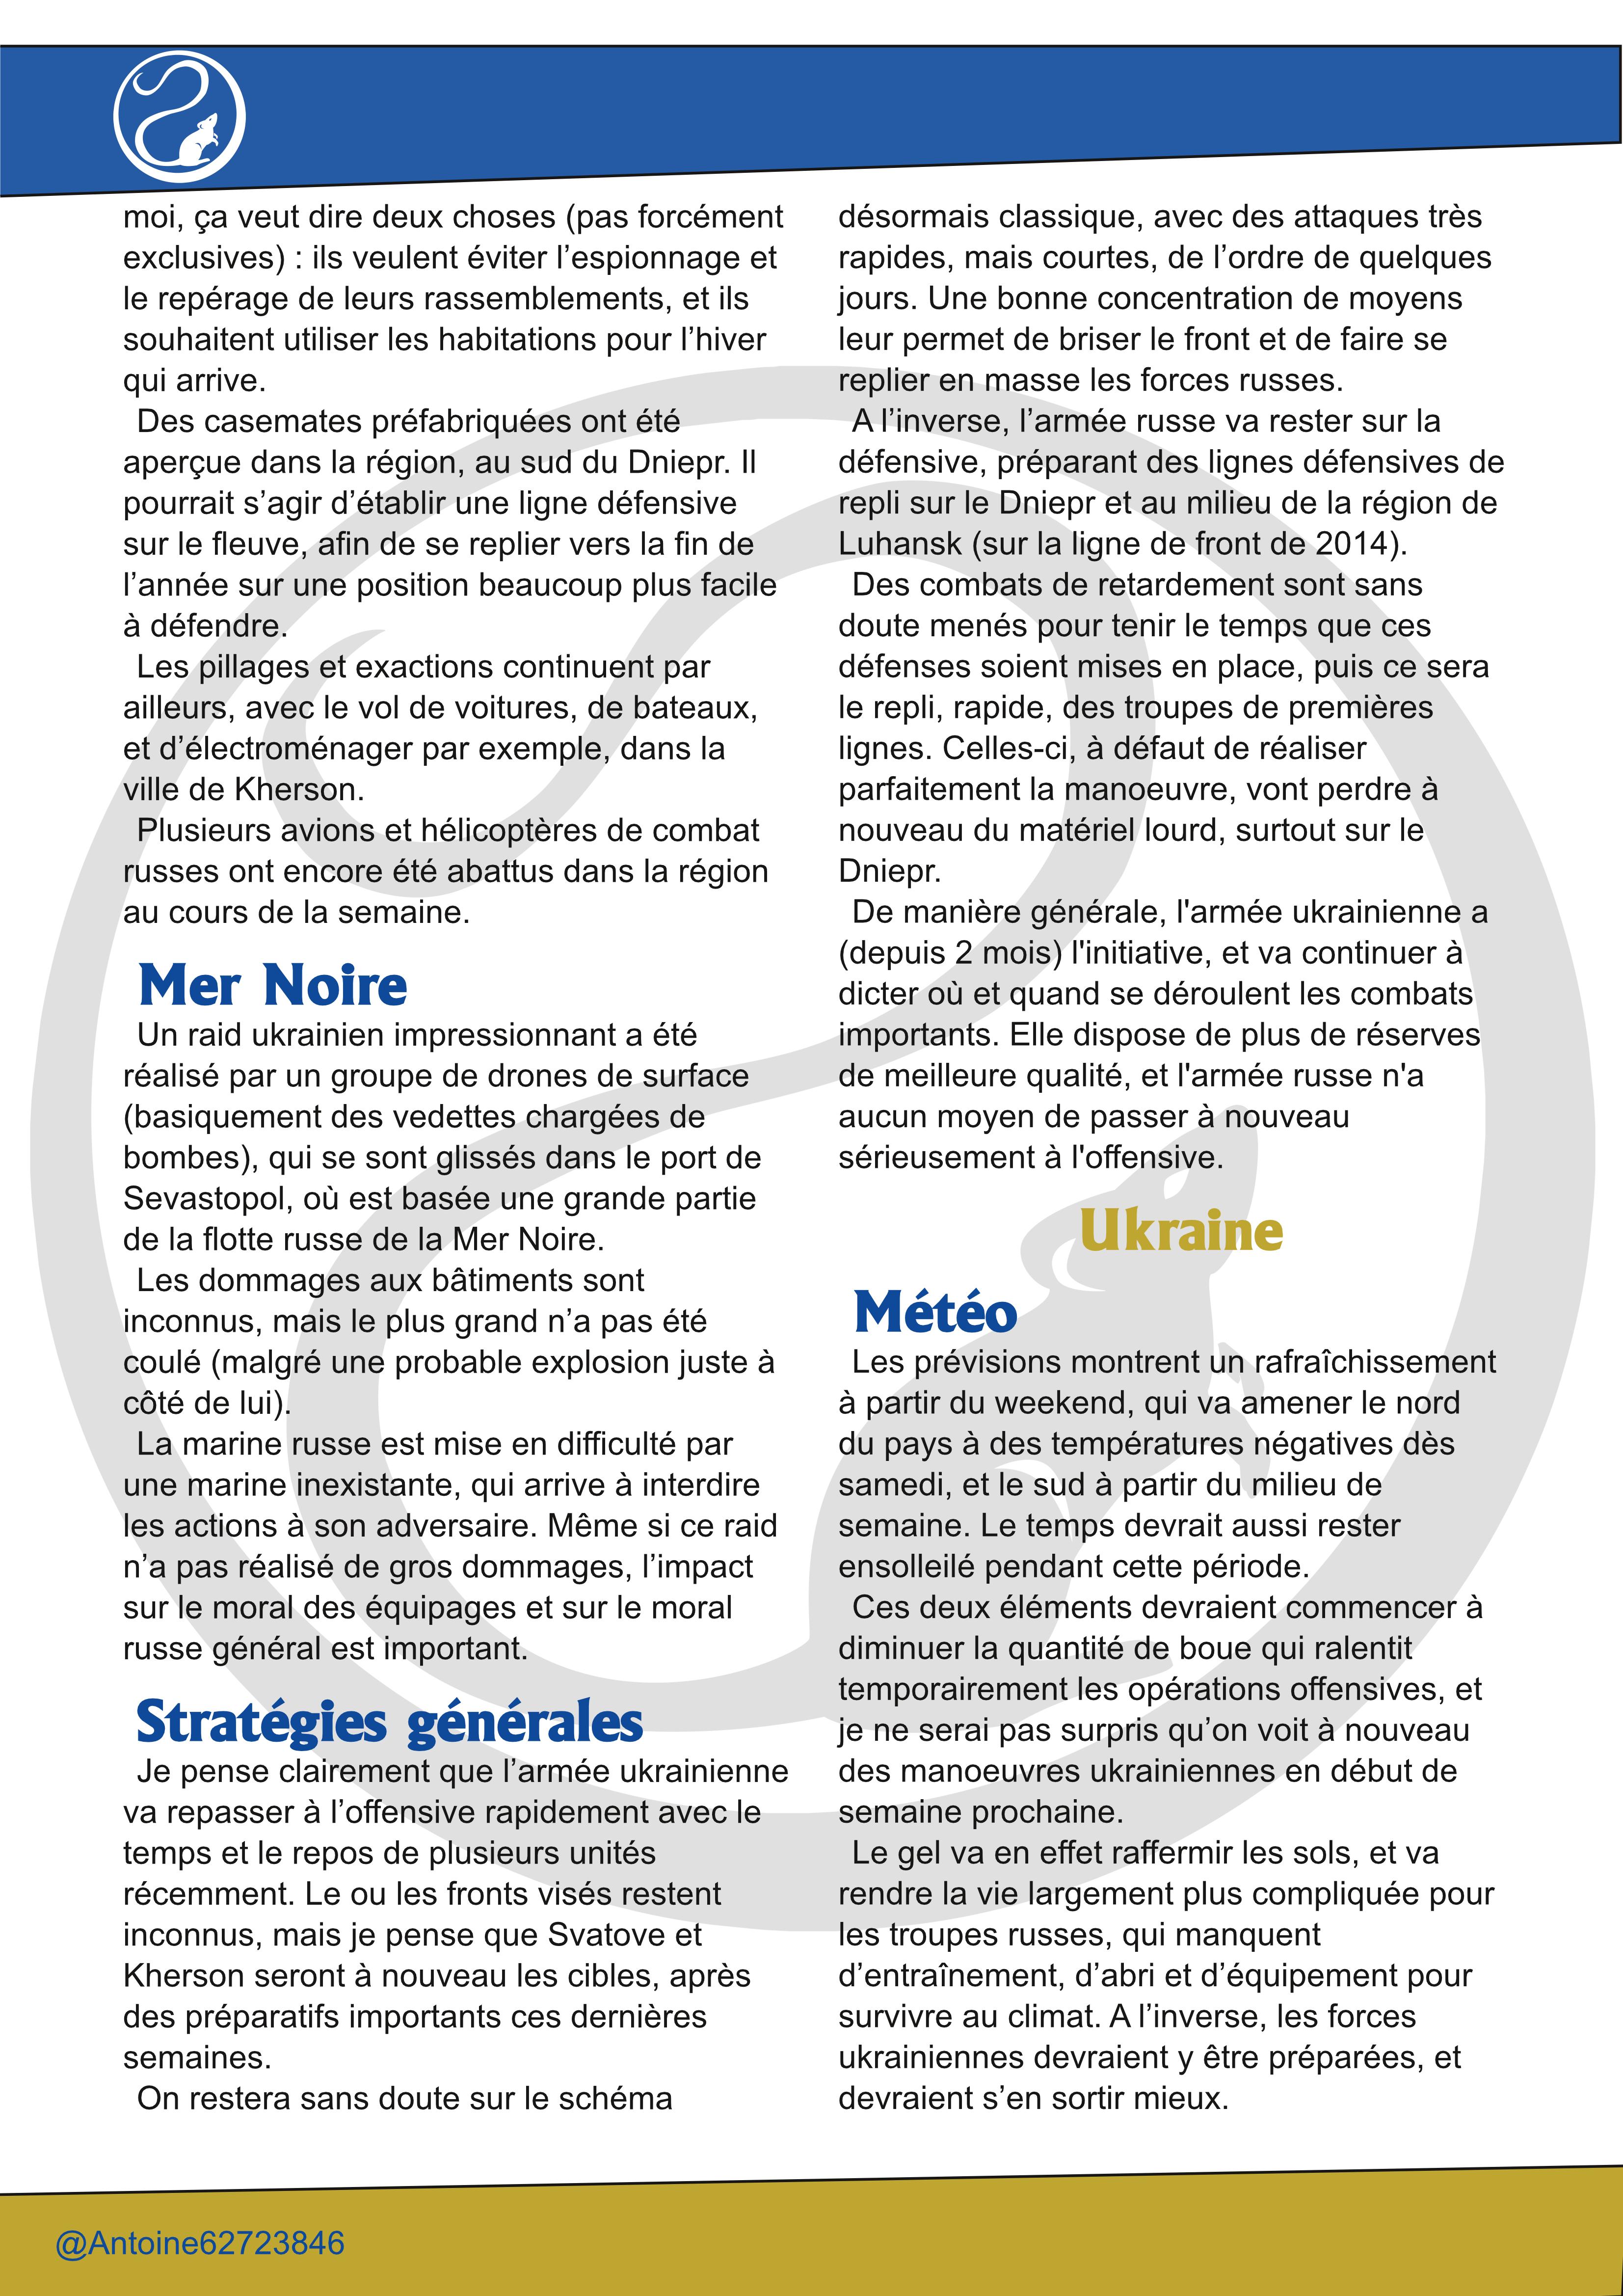 moi, ça veut dire deux choses (pas forcément
exclusives) : ils veulent éviter l’espionnage et
le repérage de leurs rassemblements, et ils
souhaitent utiliser les habitations pour l’hiver
qui arrive.
Des casemates préfabriquées ont été
aperçue dans la région, au sud du Dniepr. Il
pourrait s’agir d’établir une ligne défensive
sur le fleuve, afin de se replier vers la fin de
l’année sur une position beaucoup plus facile
à défendre.
Les pillages et exactions continuent par
ailleurs, avec le vol de voitures, de bateaux,
et d’électroménager par exemple, dans la
ville de Kherson.
Plusieurs avions et hélicoptères de combat
russes ont encore été abattus dans la région
au cours de la semaine.
Mer Noire
Un raid ukrainien impressionnant a été
réalisé par un groupe de drones de surface
(basiquement des vedettes chargées de
bombes), qui se sont glissés dans le port de
Sevastopol, où est basée une grande partie
de la flotte russe de la Mer Noire.
Les dommages aux bâtiments sont
inconnus, mais le plus grand n’a pas été
coulé (malgré une probable explosion juste à
côté de lui).
La marine russe est mise en difficulté par
une marine inexistante, qui arrive à interdire
les actions à son adversaire. Même si ce raid
n’a pas réalisé de gros dommages, l’impact
sur le moral des équipages et sur le moral
russe général est important.
Stratégies générales
Je pense clairement que l’armée ukrainienne
va repasser à l’offensive rapidement avec le
temps et le repos de plusieurs unités
récemment. Le ou les fronts visés restent
inconnus, mais je pense que Svatove et
Kherson seront à nouveau les cibles, après
des préparatifs importants ces dernières
semaines.
On restera sans doute sur le schéma
désormais classique, avec des attaques très
rapides, mais courtes, de l’ordre de quelques
jours. Une bonne concentration de moyens
leur permet de briser le front et de faire se
replier en masse les forces russes.
A l’inverse, l’armée russe va rester sur la
défensive, préparant des lignes défensives de
repli sur le Dniepr et au milieu de la région de
Luhansk (sur la ligne de front de 2014).
Des combats de retardement sont sans
doute menés pour tenir le temps que ces
défenses soient mises en place, puis ce sera
le repli, rapide, des troupes de premières
lignes. Celles-ci, à défaut de réaliser
parfaitement la manoeuvre, vont perdre à
nouveau du matériel lourd, surtout sur le
Dniepr.
De manière générale, l'armée ukrainienne a
(depuis 2 mois) l'initiative, et va continuer à
dicter où et quand se déroulent les combats
importants. Elle dispose de plus de réserves
de meilleure qualité, et l'armée russe n'a
aucun moyen de passer à nouveau
sérieusement à l'offensive.
Ukraine
Météo
Les prévisions montrent un rafraîchissement
à partir du weekend, qui va amener le nord
du pays à des températures négatives dès
samedi, et le sud à partir du milieu de
semaine. Le temps devrait aussi rester
ensolleilé pendant cette période.
Ces deux éléments devraient commencer à
diminuer la quantité de boue qui ralentit
temporairement les opérations offensives, et
je ne serai pas surpris qu’on voit à nouveau
des manoeuvres ukrainiennes en début de
semaine prochaine.
Le gel va en effet raffermir les sols, et va
rendre la vie largement plus compliquée pour
les troupes russes, qui manquent
d’entraînement, d’abri et d’équipement pour
survivre au climat. A l’inverse, les forces
ukrainiennes devraient y être préparées, et
devraient s’en sortir mieux.
@Antoine62723846